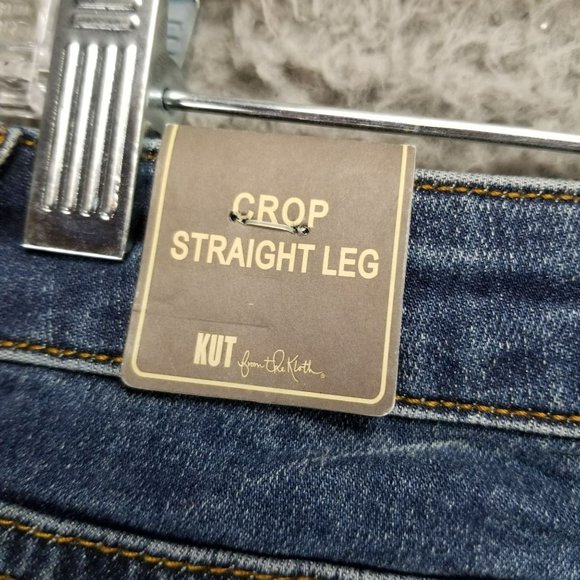 CROP
STRAIGHT LEG
KUT from the Kloth